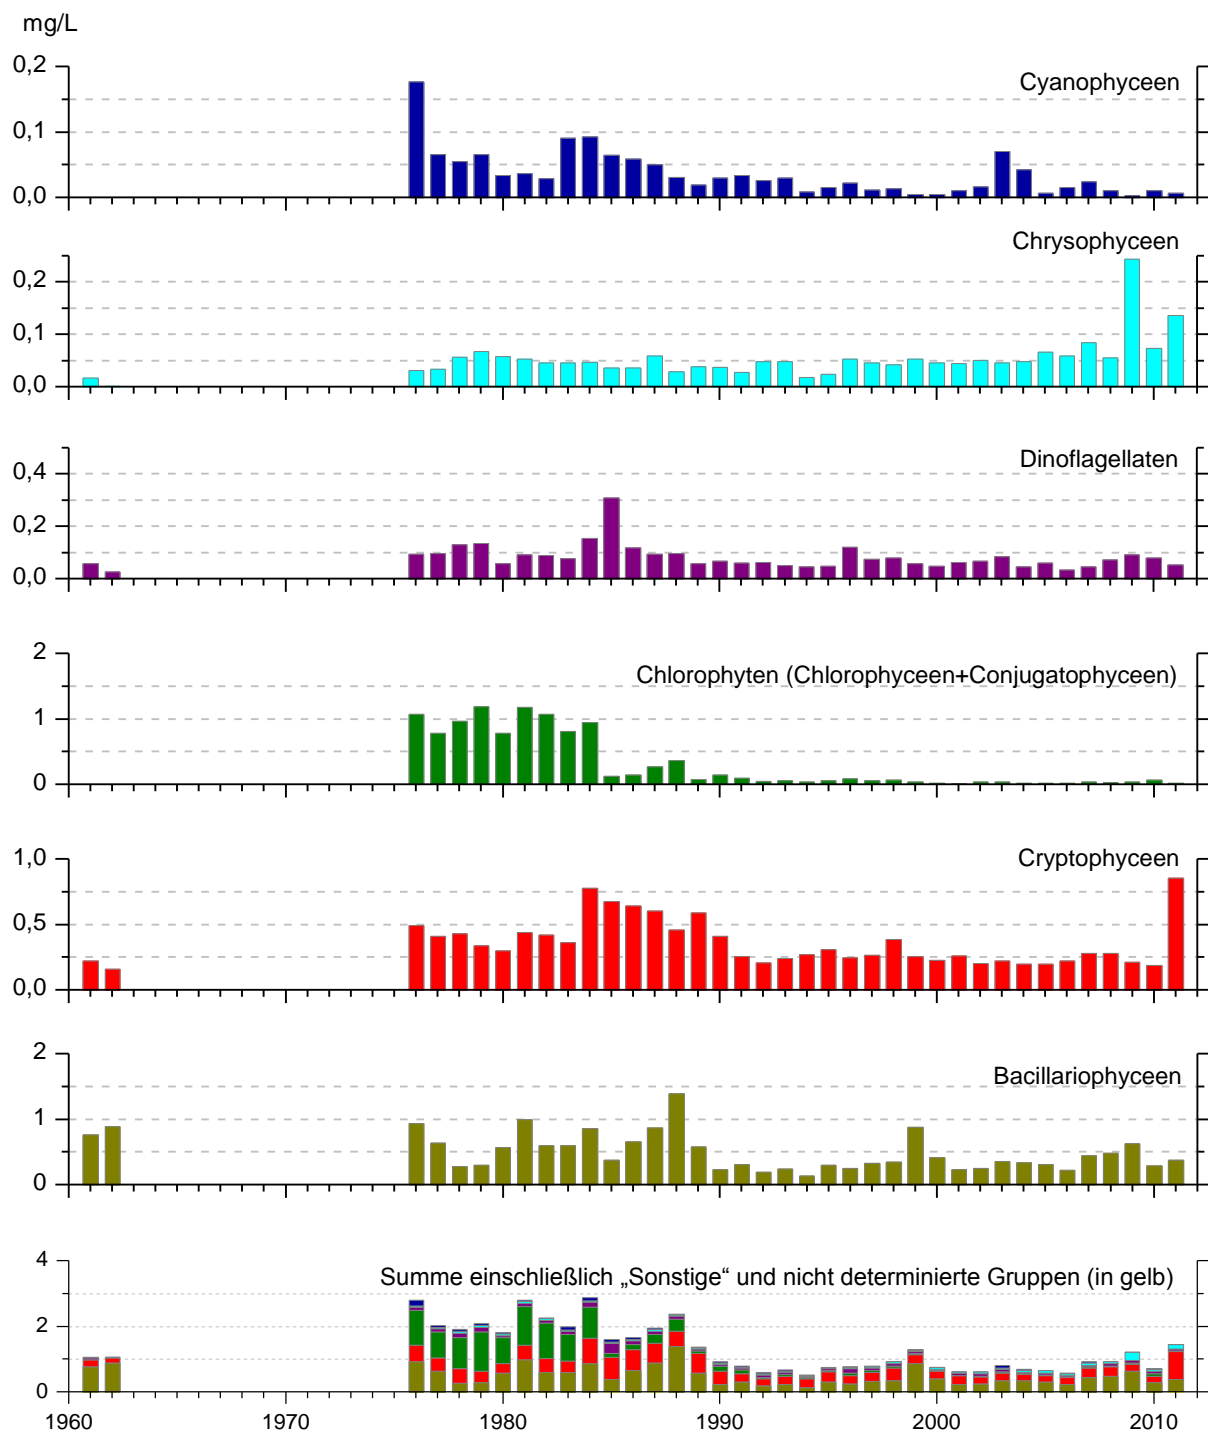 mg/L
0,2
Cyanophyceen
0,1
0,0
Chrysophyceen
0,2
0,1
0,0
Dinoflagellaten
0,4
0,2
0,0
2
Chlorophyten (Chlorophyceen+Conjugatophyceen)
1
0
1,0
Cryptophyceen
0,5
0,0
2
Bacillariophyceen
1
0
4
Summe einschließlich „Sonstige“ und nicht determinierte Gruppen (in gelb)
2
0
1960 1970 1980 1990 2000 2010